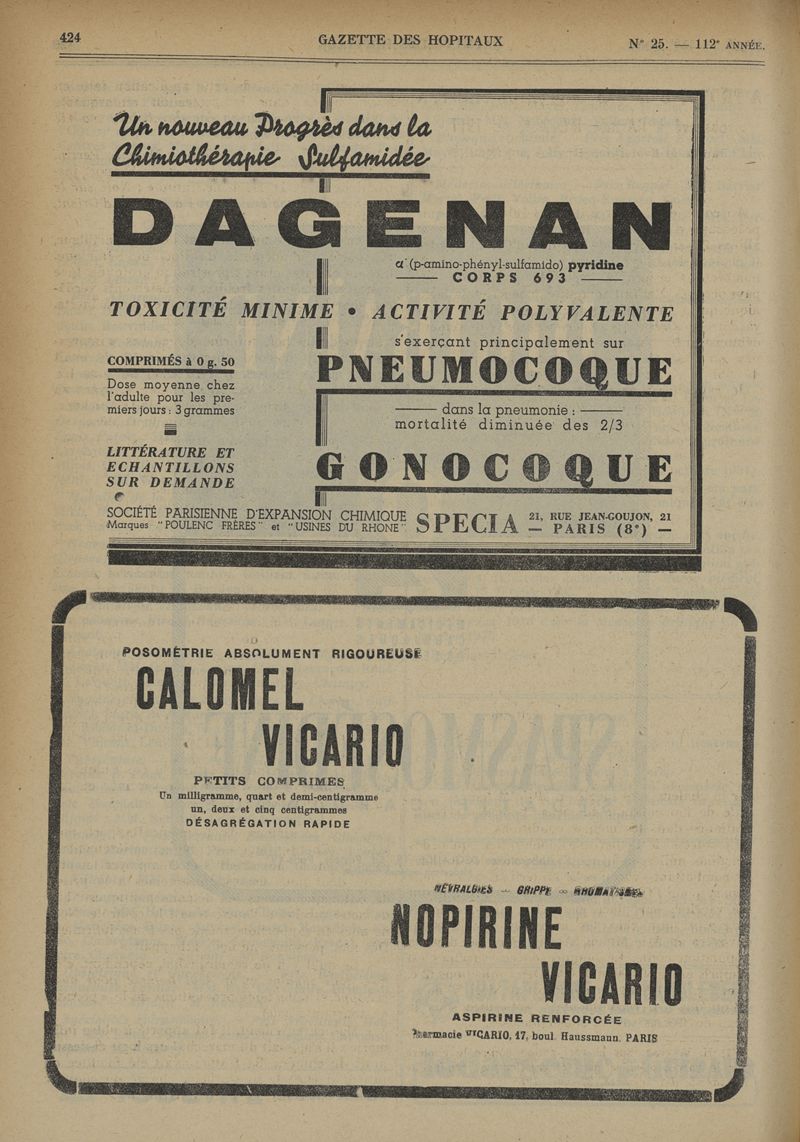 424
GAZETTE DES HOPITAUX
N° 25. — 112e ANNÉE.
Un nouveau Progrès dans la
Chimiothérapie Sulfamidée
DAGENAN
α (p-amino-phényl-sulfamido) pyridine
CORPS 693
TOXICITÉ MINIME • ACTIVITÉ POLYVALENTE
s'exerçant principalement sur
COMPRIMÉS à 0 g. 50
PNEUMOCOQUE
Dose moyenne chez
l'adulte pour les pre-
miers jours : 3 grammes
dans la pneumonie :
mortalité diminuée des 2/3
LITTÉRATURE ET
ECHANTILLONS
SUR DEMANDE
GONOCOQUE
SOCIÉTÉ PARISIENNE D'EXPANSION CHIMIQUE
Marques "POULENC FRÈRES" et "USINES DU RHONE"
SPECIA
21, RUE JEAN-GOUJON, 21
— PARIS (8e) —
POSOMÉTRIE ABSOLUMENT RIGOUREUSE
CALOMEL
VICARIO
PETITS COMPRIMES
Un milligramme, quart et demi-centigramme
un, deux et cinq centigrammes
DÉSAGRÉGATION RAPIDE
NÉVRALGIES — GRIPPE — RHUMATISMES
NOPIRINE
VICARIO
ASPIRINE RENFORCÉE
Pharmacie VICARIO, 17, boul. Haussmann. PARIS